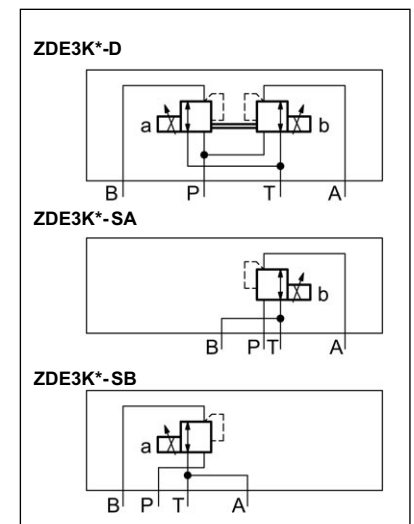 ZDE3K*-D
a b
B P T A
ZDE3K*-SA
b
B P T A
ZDE3K*-SB
a
B P T A